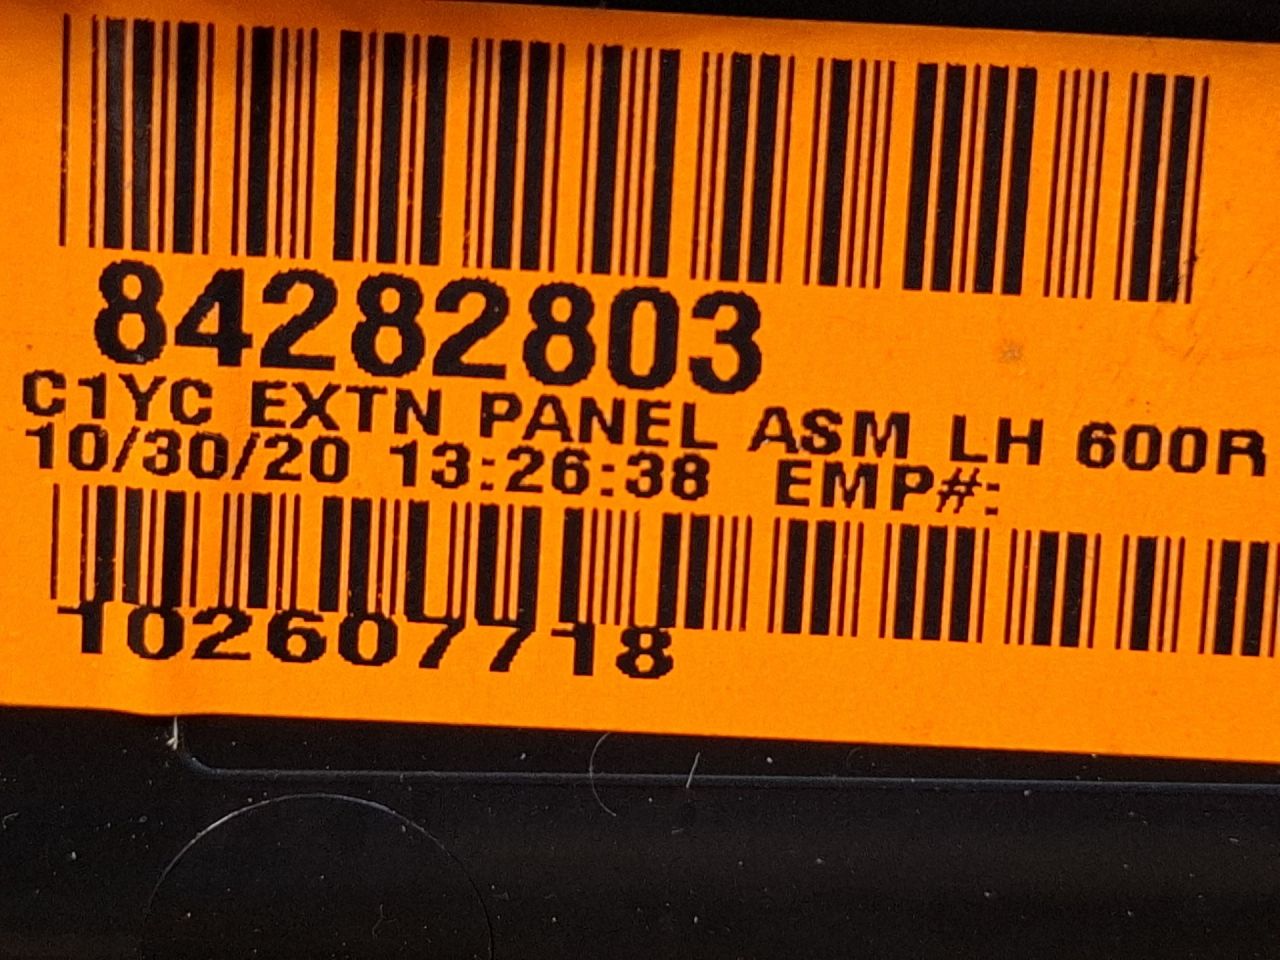 84282803
C1YC EXTN PANEL ASM LH 600R
10/30/20 13:26:38 EMP#:
102607718